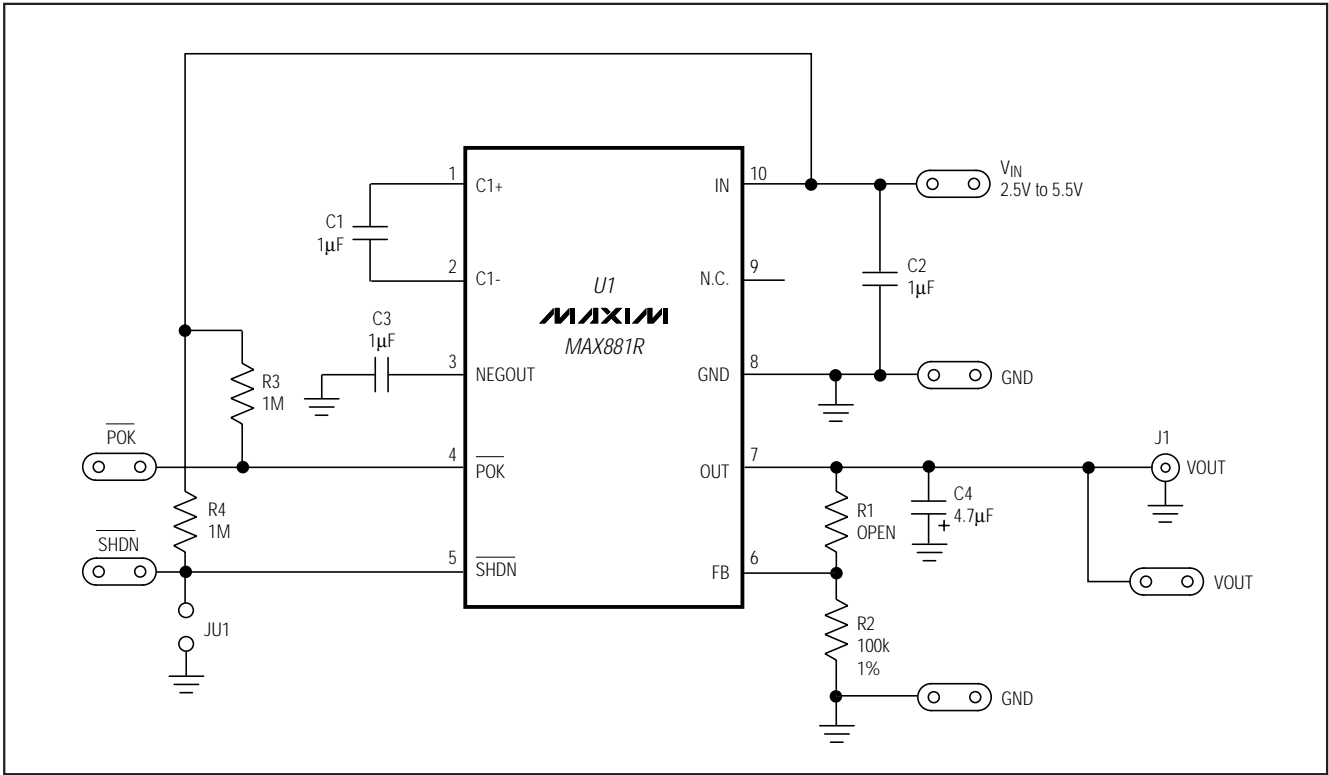 C1
1µF
C3
1µF
R3
1M
POK
R4
1M
SHDN
JU1
1
C1+
2
C1-
3
NEGOUT
4
POK
5
SHDN
U1
MAXIM
MAX881R
10
IN
9
N.C.
8
GND
7
OUT
6
FB
VIN
2.5V to 5.5V
C2
1µF
GND
R1
OPEN
C4
4.7µF
+
J1
VOUT
VOUT
R2
100k
1%
GND